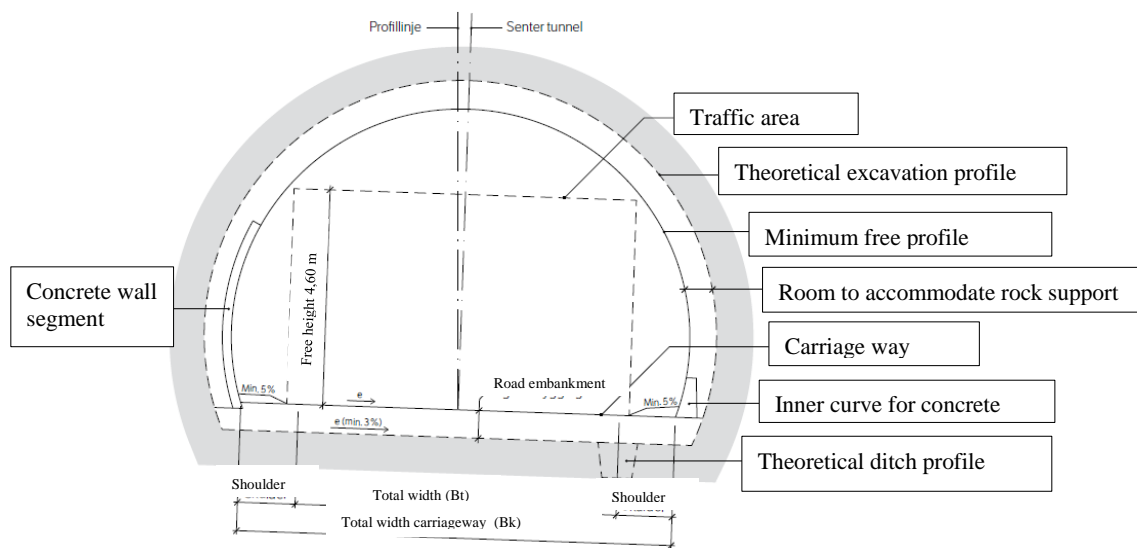 Profillinje
Senter tunnel
Traffic area
Theoretical excavation profile
Minimum free profile
Concrete wall
segment
Free height 4,60 m
Room to accommodate rock support
Carriage way
Min. 5%
e
Road embankment
Min. 5%
Inner curve for concrete
e (min. 3%)
Theoretical ditch profile
Shoulder
Total width (Bt)
Shoulder
Total width carriageway (Bk)